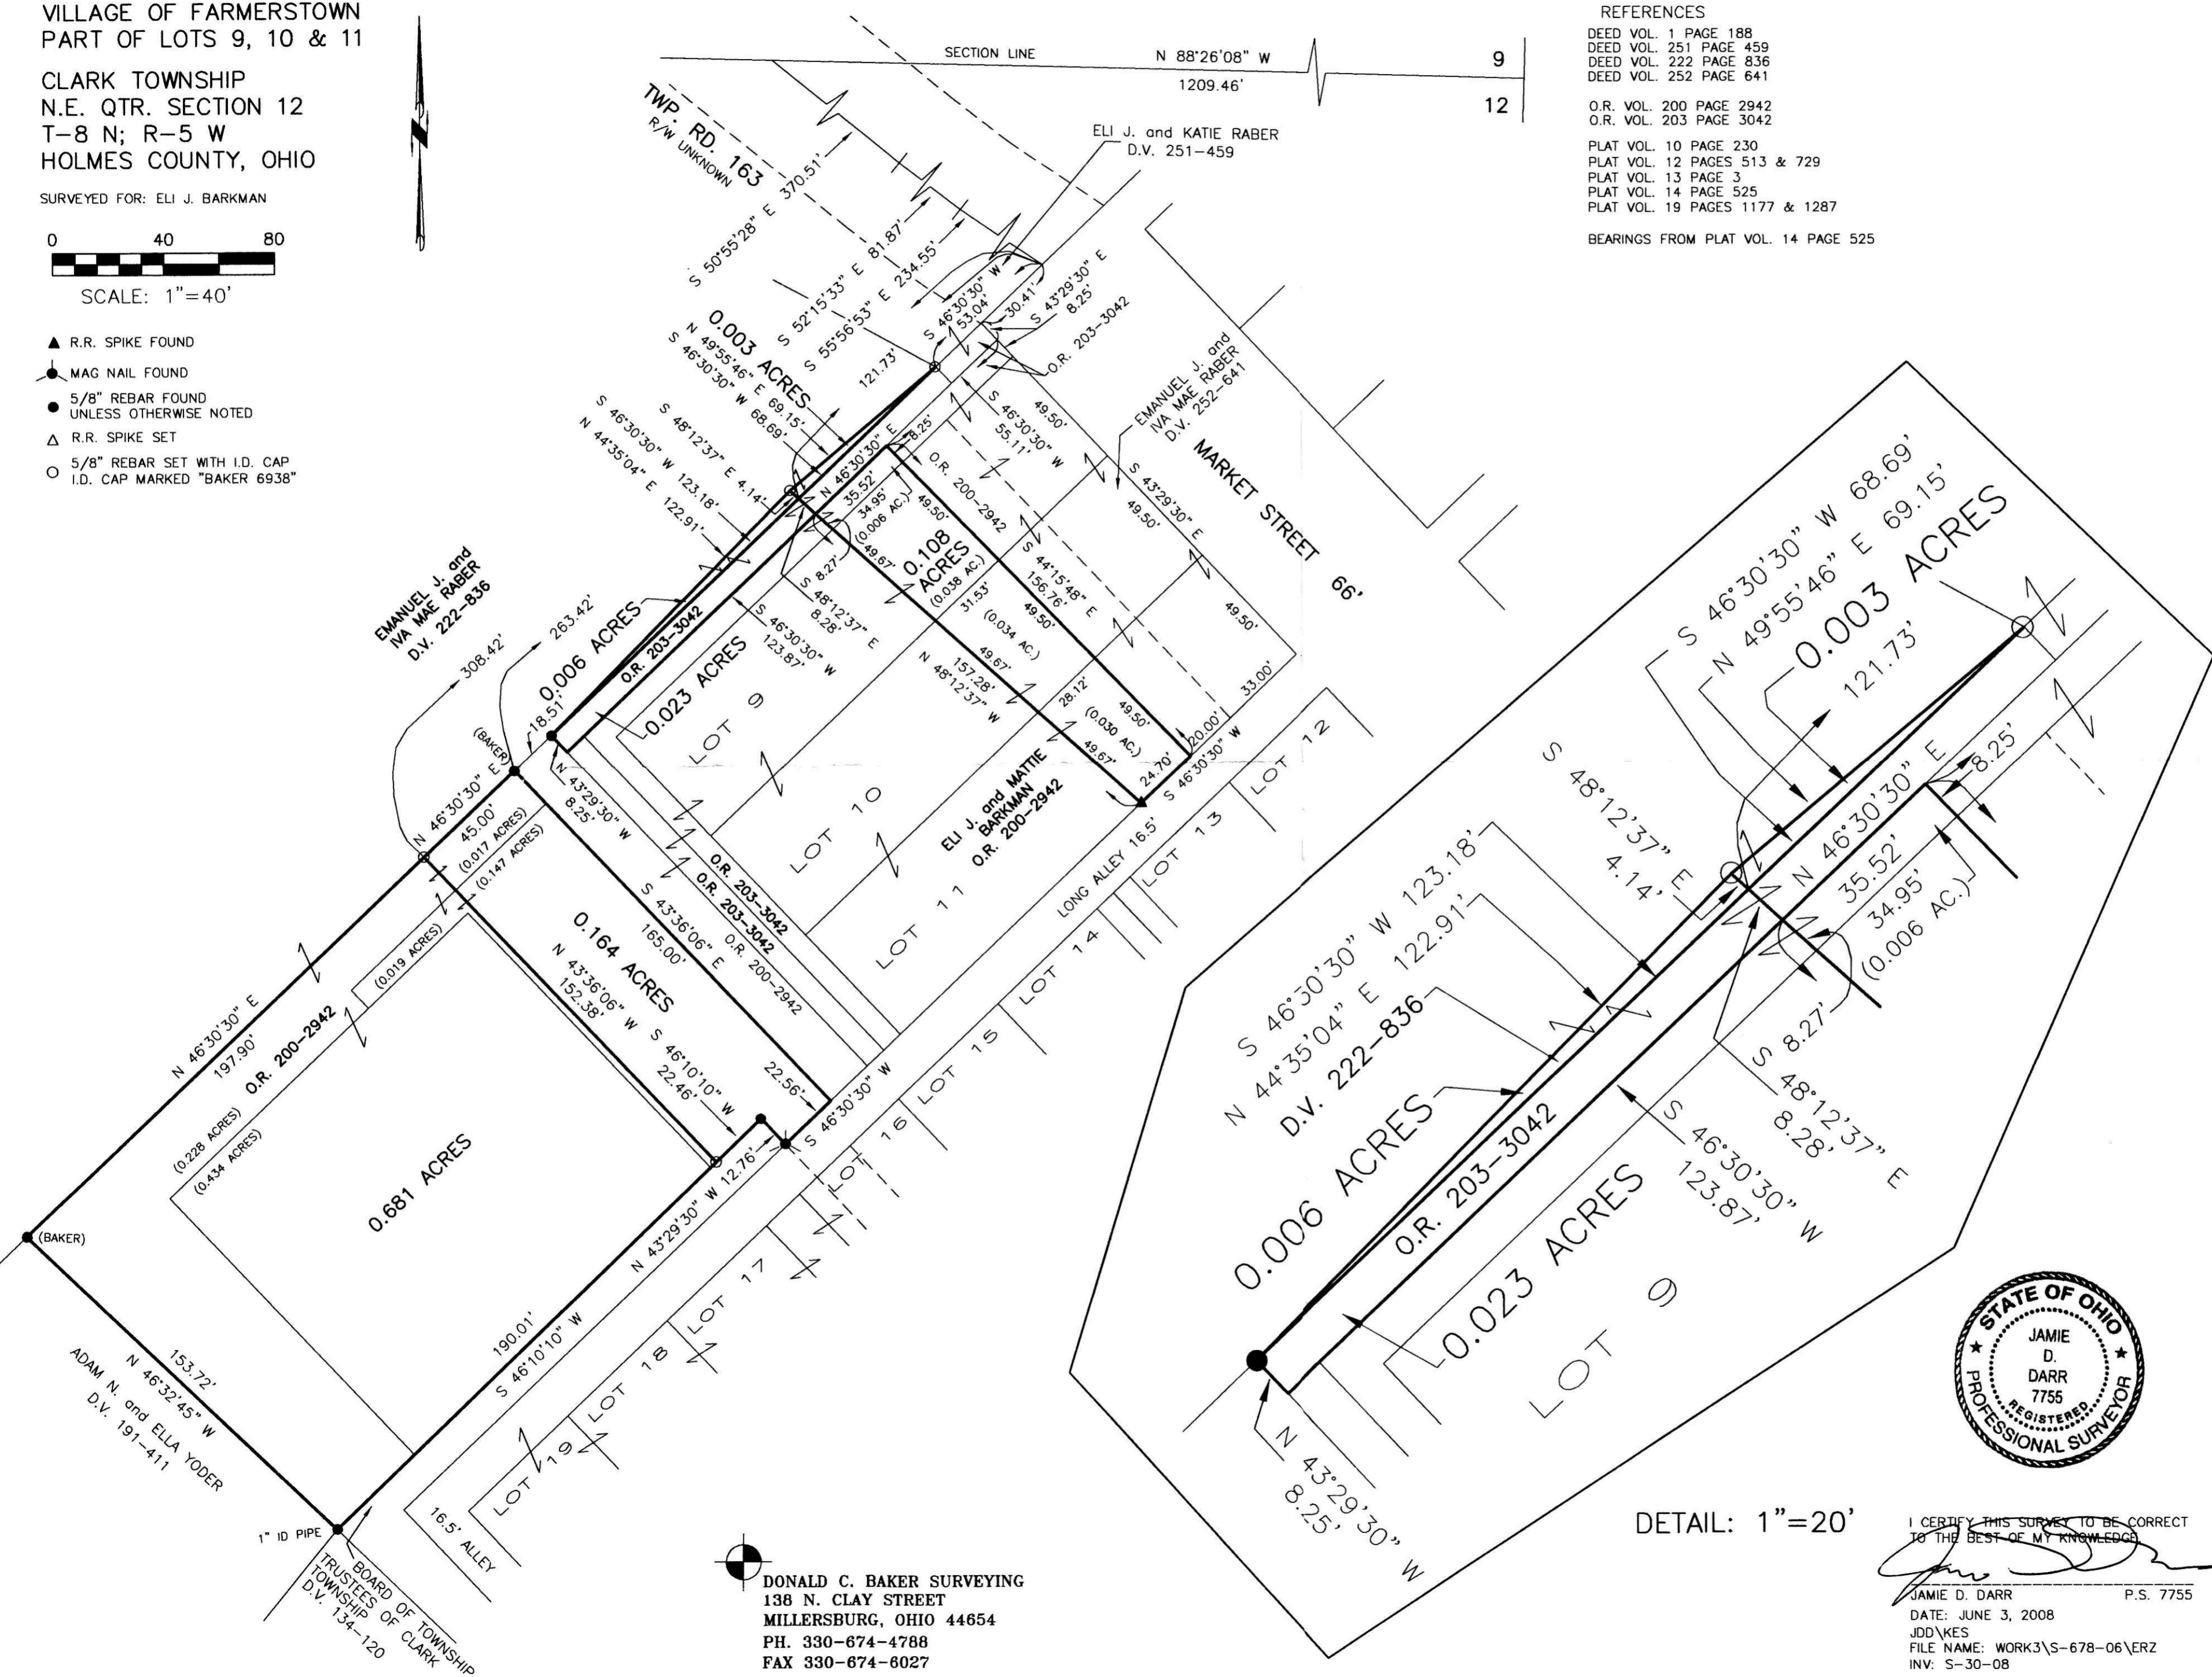 VILLAGE OF FARMERSTOWN
PART OF LOTS 9, 10 & 11
CLARK TOWNSHIP
N.E. QTR. SECTION 12
T-8 N; R-5 W
HOLMES COUNTY, OHIO
SURVEYED FOR: ELI J. BARKMAN
0 40 80
SCALE: 1"=40'
R.R. SPIKE FOUND
MAG NAIL FOUND
5/8" REBAR FOUND
UNLESS OTHERWISE NOTED
R.R. SPIKE SET
5/8" REBAR SET WITH I.D. CAP
I.D. CAP MARKED "BAKER 6938"
SECTION LINE
N 88°26'08" W
1209.46'
9
12
REFERENCES
DEED VOL. 1 PAGE 188
DEED VOL. 251 PAGE 459
DEED VOL. 222 PAGE 836
DEED VOL. 252 PAGE 641
O.R. VOL. 200 PAGE 2942
O.R. VOL. 203 PAGE 3042
PLAT VOL. 10 PAGE 230
PLAT VOL. 12 PAGES 513 & 729
PLAT VOL. 13 PAGE 3
PLAT VOL. 14 PAGE 525
PLAT VOL. 19 PAGES 1177 & 1287
BEARINGS FROM PLAT VOL. 14 PAGE 525
TWP. RD. 163
R/W UNKNOWN
ELI J. and KATIE RABER
D.V. 251-459
S 50°55'28" E 370.51'
S 52°15'33" E 81.87'
S 55°56'53" E 234.55'
S 46°30'30" W
53.04'
30.41'
S 43°29'30" E
8.25'
O.R. 203-3042
0.003 ACRES
N 49°55'46" E 69.15'
S 46°30'30" W 68.69'
121.73'
S 48°12'37" E 4.14'
S 46°30'30" W 123.18'
N 44°35'04" E 122.91'
N 46°30'30" E
35.52'
8.25'
34.95'
(0.006 AC.)
49.50'
49.67'
O.R. 200-2942
S 46°30'30" W
55.11'
49.50'
EMANUEL J. and
IVA MAE RABER
D.V. 252-641
S 43°29'30" E
49.50'
49.50'
33.00'
MARKET STREET 66'
0.108
ACRES
(0.038 AC.)
31.53'
(0.034 AC.)
S 44°15'48" E
156.76'
49.50'
49.67'
157.28'
N 48°12'37" W
28.12'
(0.030 AC.)
49.50'
49.67'
20.00'
24.70'
S 46°30'30" W
8.27'
S 48°12'37" E
8.28'
S 46°30'30" W
123.87'
EMANUEL J. and
IVA MAE RABER
D.V. 222-836
308.42'
263.42'
0.006 ACRES
O.R. 203-3042
0.023 ACRES
18.51'
(BAKER)
N 43°29'30" W
8.25'
LOT 9
LOT 10
LOT 11
ELI J. and MATTIE
BARKMAN
O.R. 200-2942
LONG ALLEY 16.5'
LOT 12
LOT 13
LOT 14
LOT 15
LOT 16
LOT 17
LOT 18
LOT 19
O.R. 203-3042
O.R. 203-3042
O.R. 200-2942
N 46°30'30" E
45.00'
(0.017 ACRES)
(0.147 ACRES)
(0.019 ACRES)
0.164 ACRES
S 43°36'06" E
165.00'
N 43°36'06" W
152.38'
S 46°10'10" W
22.46'
22.56'
S 46°30'30" W
N 43°29'30" W 12.76'
N 46°30'30" E
197.90'
O.R. 200-2942
(0.228 ACRES)
(0.434 ACRES)
0.681 ACRES
(BAKER)
190.01'
S 46°10'10" W
153.72'
N 46°32'45" W
ADAM N. and ELLA YODER
D.V. 191-411
1" ID PIPE
16.5' ALLEY
BOARD OF TOWNSHIP
TRUSTEES OF CLARK
TOWNSHIP
D.V. 134-120
DONALD C. BAKER SURVEYING
138 N. CLAY STREET
MILLERSBURG, OHIO 44654
PH. 330-674-4788
FAX 330-674-6027
S 46°30'30" W 68.69'
N 49°55'46" E 69.15'
0.003 ACRES
121.73'
S 48°12'37" E
4.14'
S 46°30'30" W 123.18'
N 44°35'04" E 122.91'
D.V. 222-836
0.006 ACRES
O.R. 203-3042
0.023 ACRES
N 46°30'30" E
8.25'
35.52'
34.95'
(0.006 AC.)
8.27'
S 48°12'37" E
8.28'
S 46°30'30" W
123.87'
LOT 9
N 43°29'30" W
8.25'
DETAIL: 1"=20'
STATE OF OHIO
JAMIE
D.
DARR
7755
REGISTERED
PROFESSIONAL SURVEYOR
I CERTIFY THIS SURVEY TO BE CORRECT
TO THE BEST OF MY KNOWLEDGE
JAMIE D. DARR P.S. 7755
DATE: JUNE 3, 2008
JDD\KES
FILE NAME: WORK3\S-678-06\ERZ
INV: S-30-08